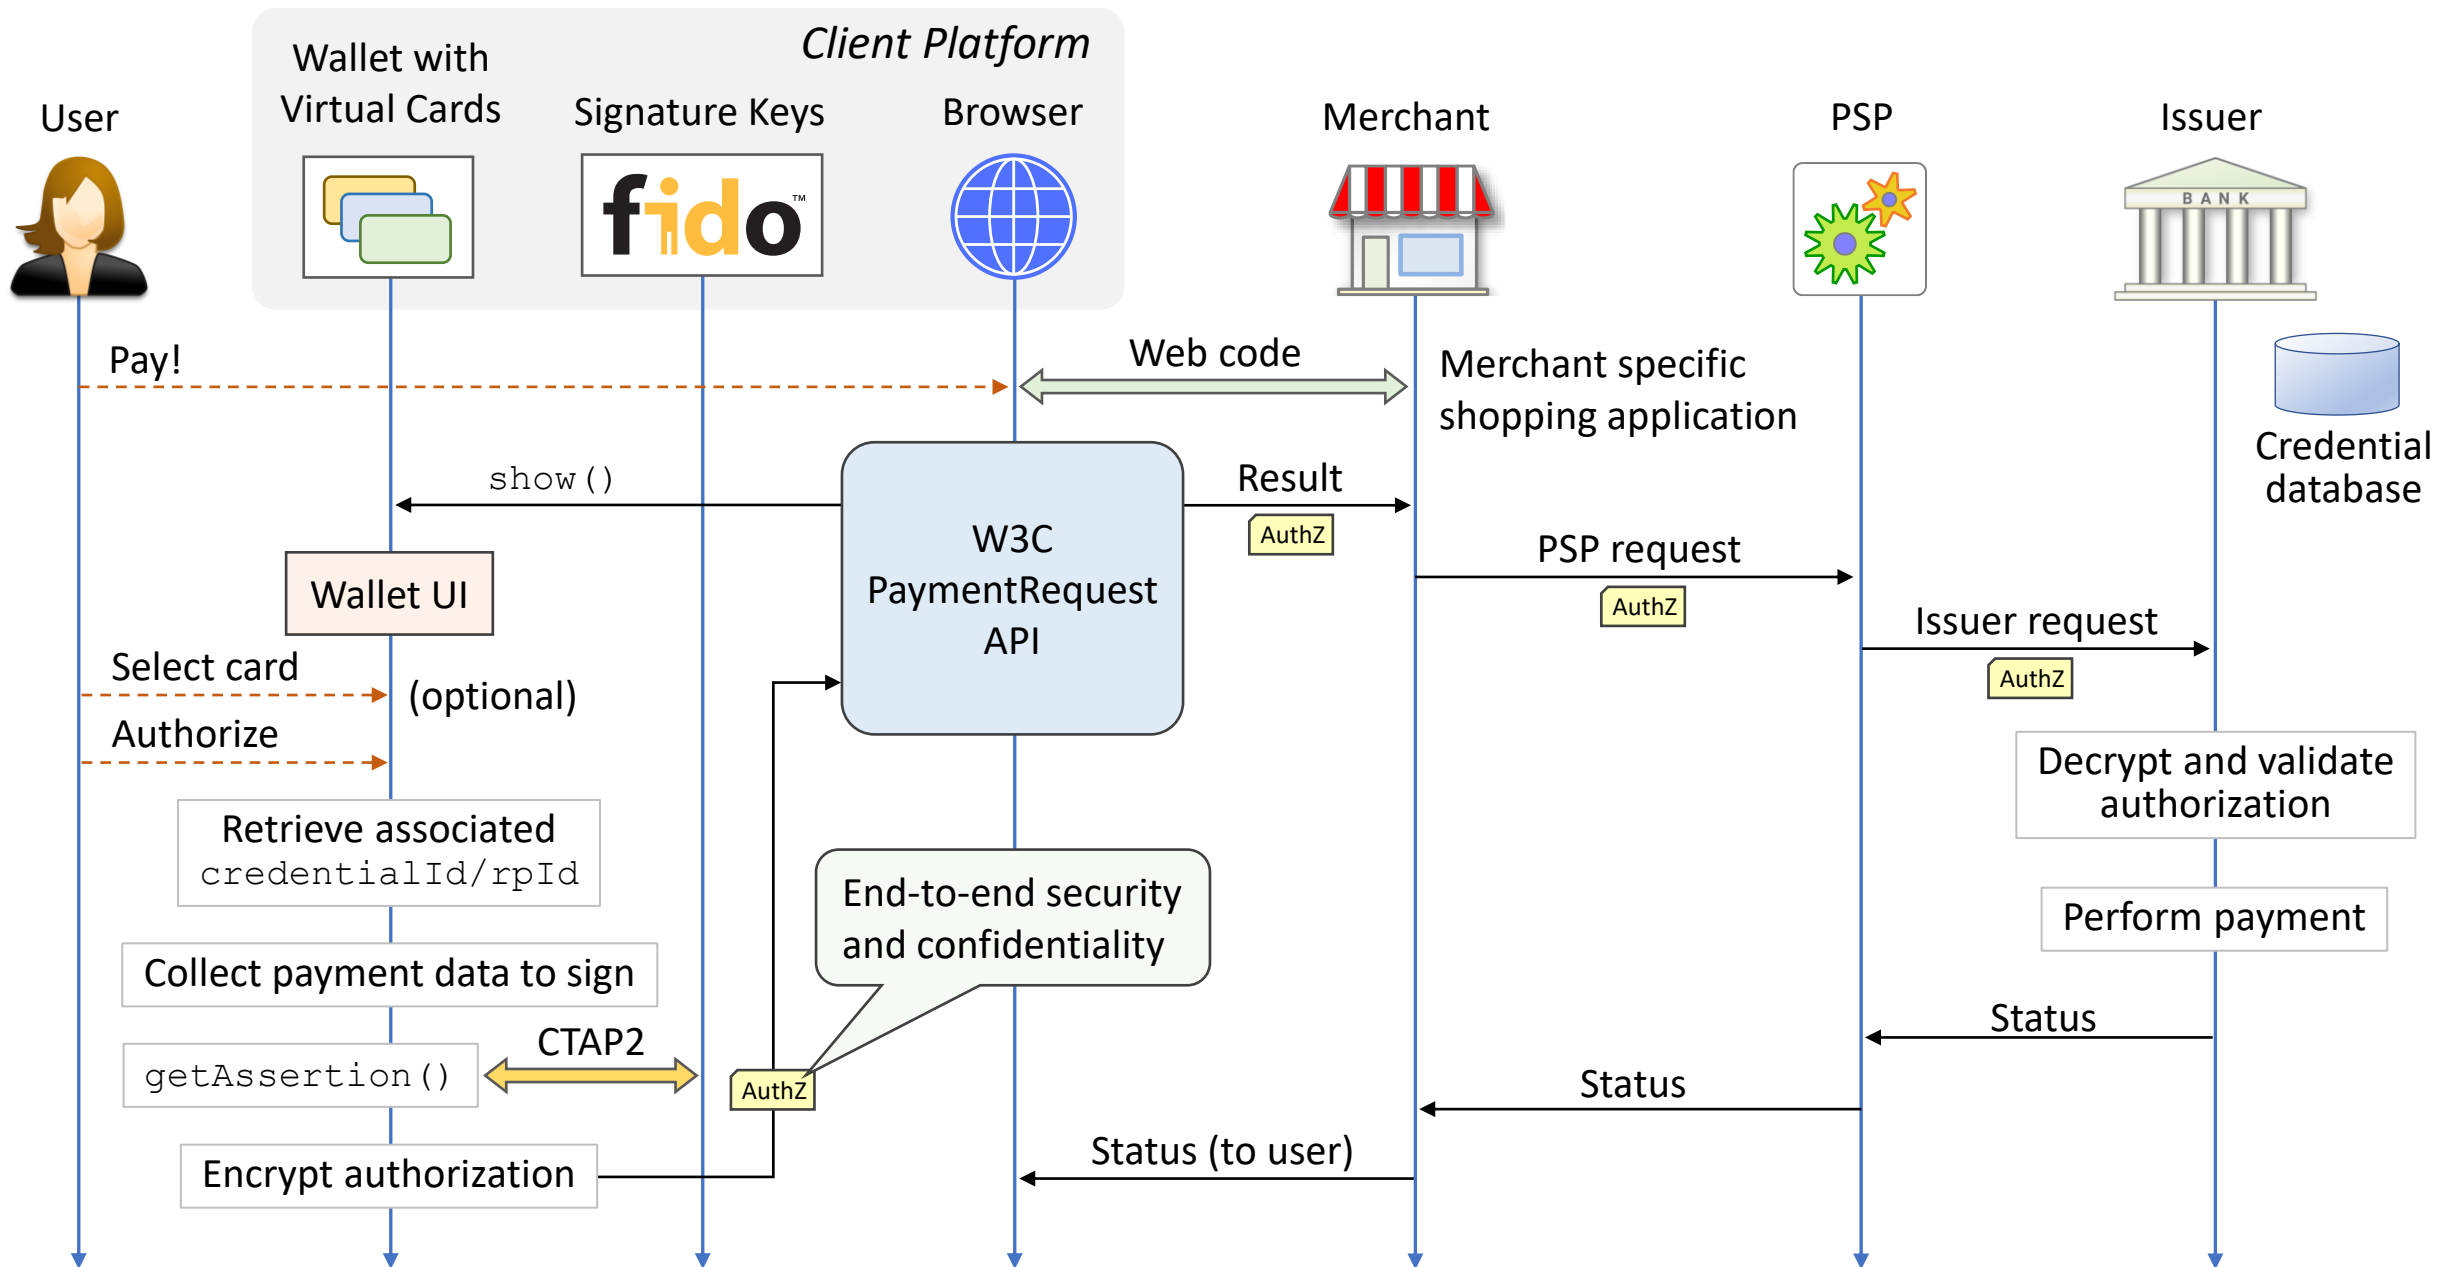 Client Platform
Wallet with
Virtual Cards
Signature Keys
Browser
User
Merchant
PSP
Issuer
fido™
BANK
Pay!
Web code
Merchant specific
shopping application
Credential
database
show()
Result
AuthZ
W3C
PaymentRequest
API
PSP request
AuthZ
Wallet UI
Issuer request
AuthZ
Select card
(optional)
Authorize
Decrypt and validate
authorization
Retrieve associated
credentialId/rpId
End-to-end security
and confidentiality
Perform payment
Collect payment data to sign
Status
CTAP2
getAssertion()
AuthZ
Status
Status (to user)
Encrypt authorization